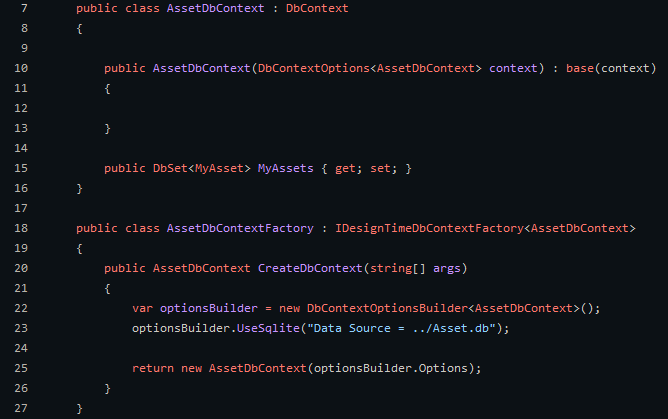 7 public class AssetDbContext : DbContext
8 {
9
10 public AssetDbContext(DbContextOptions<AssetDbContext> context) : base(context)
11 {
12
13 }
14
15 public DbSet<MyAsset> MyAssets { get; set; }
16 }
17
18 public class AssetDbContextFactory : IDesignTimeDbContextFactory<AssetDbContext>
19 {
20 public AssetDbContext CreateDbContext(string[] args)
21 {
22 var optionsBuilder = new DbContextOptionsBuilder<AssetDbContext>();
23 optionsBuilder.UseSqlite("Data Source = ../Asset.db");
24
25 return new AssetDbContext(optionsBuilder.Options);
26 }
27 }